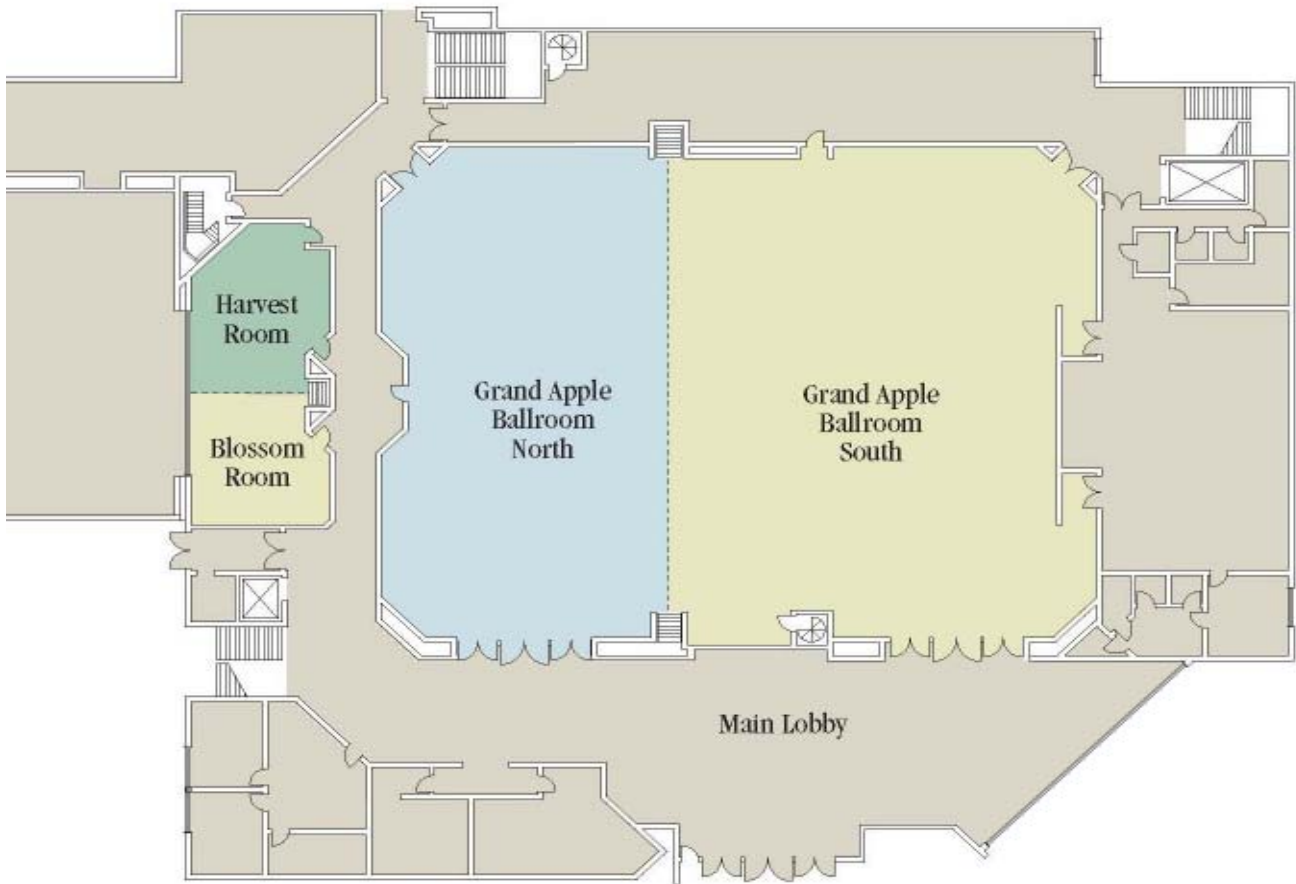 Harvest
Room
Blossom
Room
Grand Apple
Ballroom
North
Grand Apple
Ballroom
South
Main Lobby